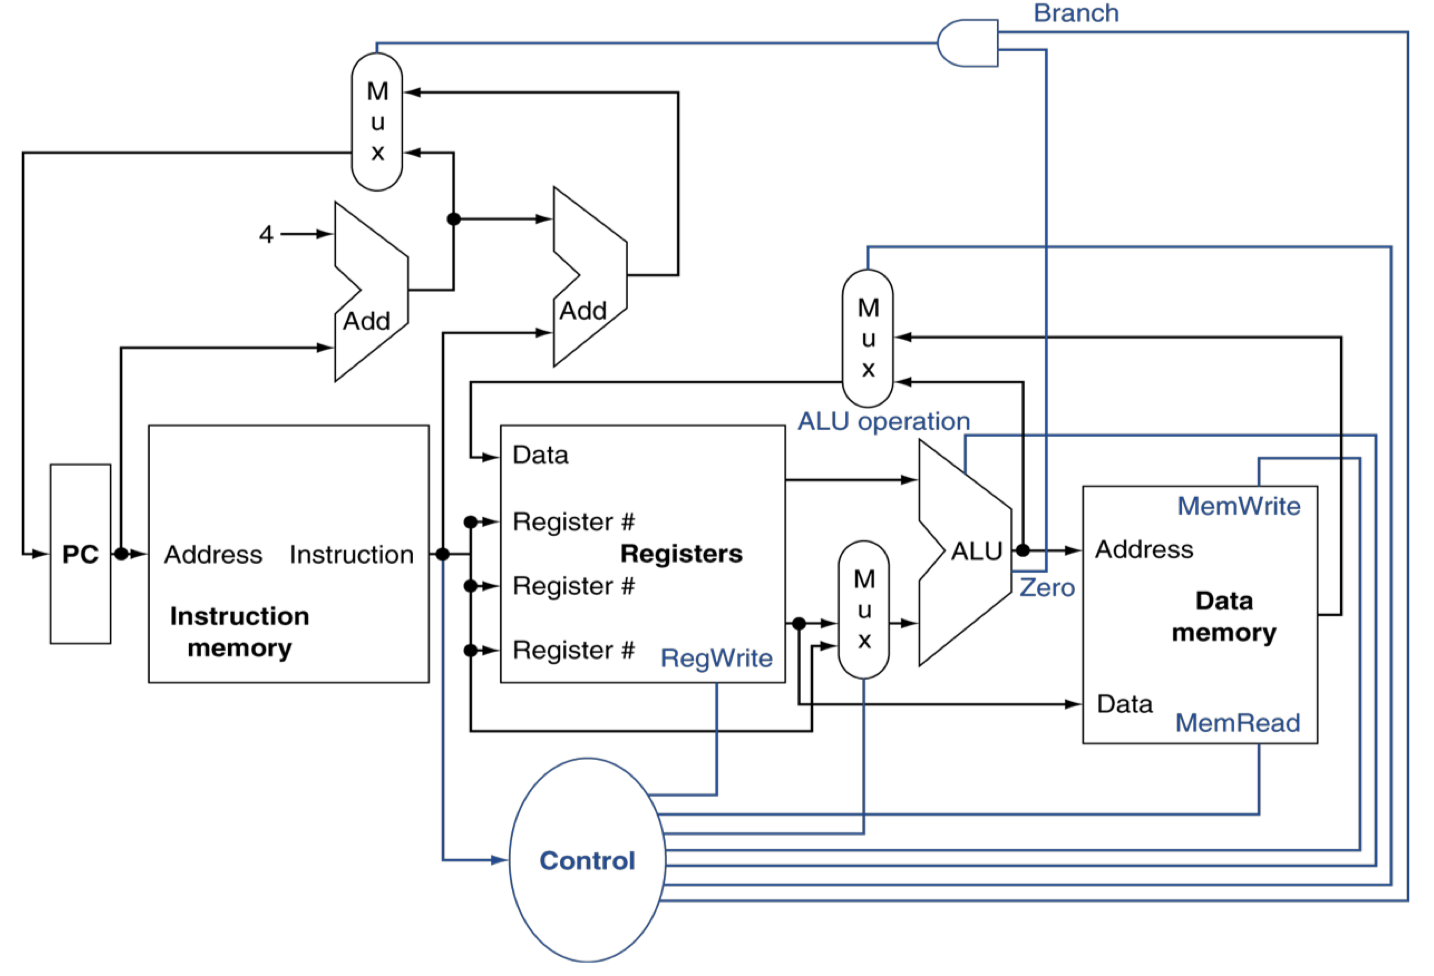 Branch
M
u
x
4
Add
Add
M
u
x
ALU operation
Data
Register #
Registers
Register #
Register #
RegWrite
PC
Address
Instruction
Instruction
memory
M
u
x
ALU
Zero
MemWrite
Address
Data
memory
Data
MemRead
Control